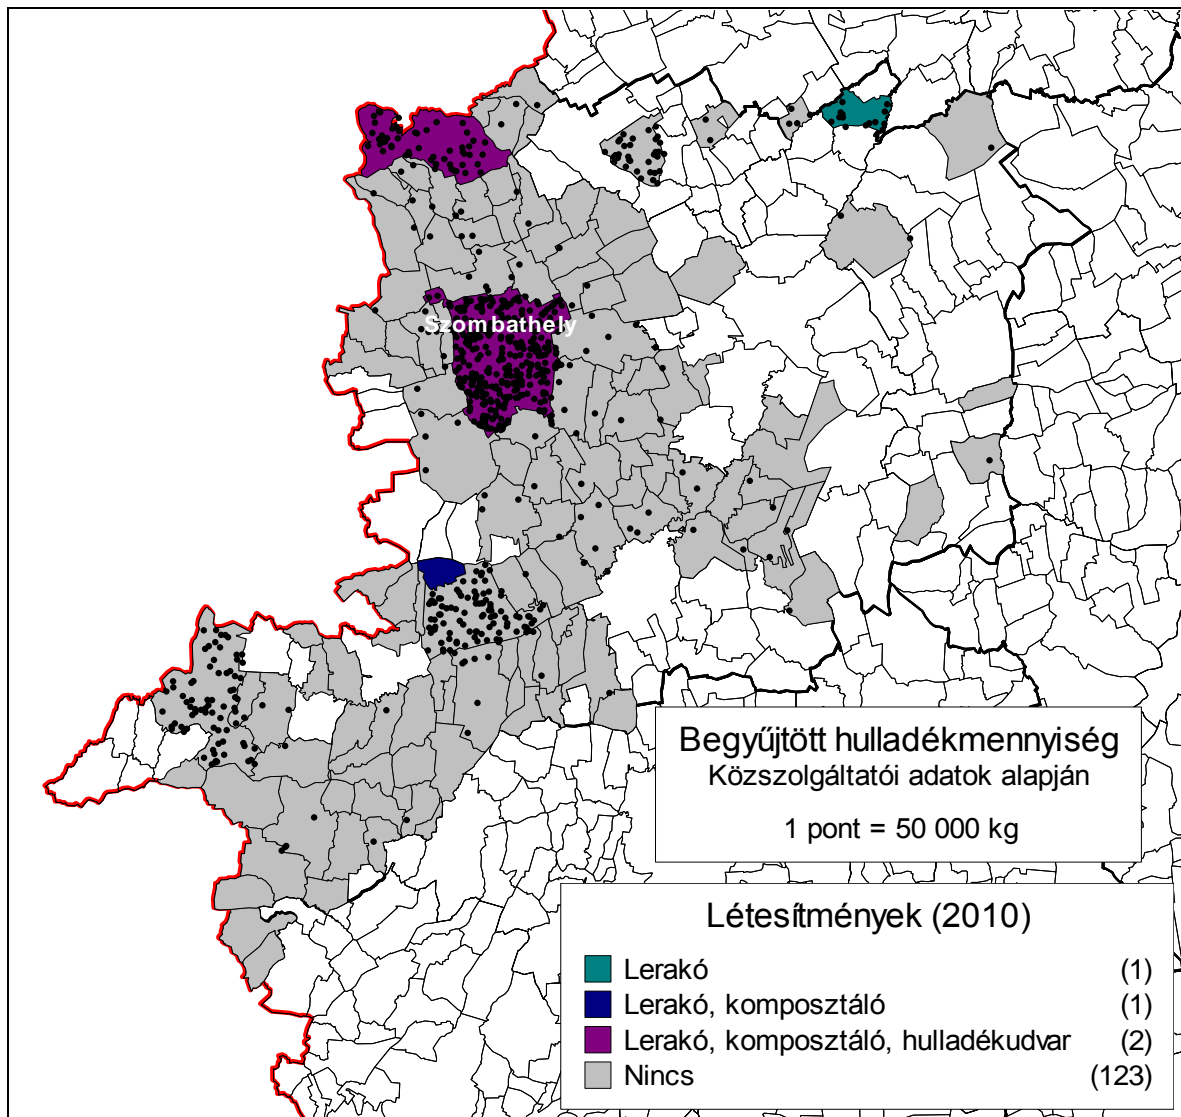 Szombathely
Begyűjtött hulladékmennyiség
Közszolgáltatói adatok alapján
1 pont = 50 000 kg
Létesítmények (2010)
Lerakó (1)
Lerakó, komposztáló (1)
Lerakó, komposztáló, hulladékudvar (2)
Nincs (123)